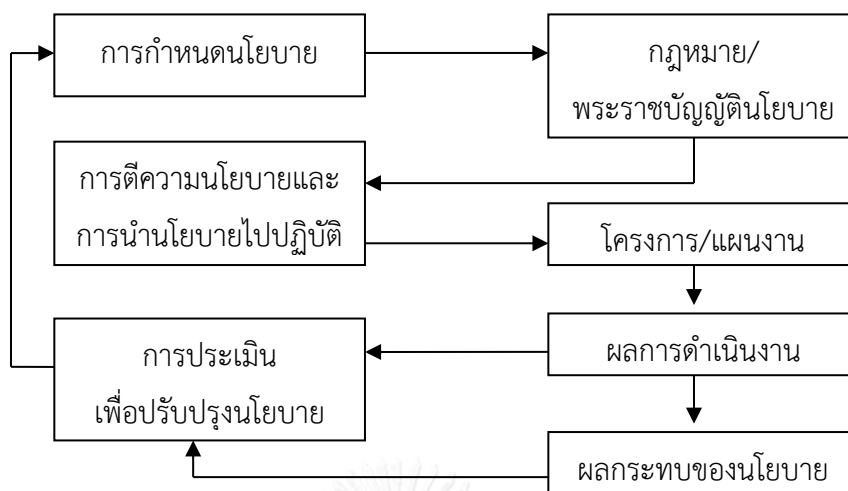 การกำหนดนโยบาย
กฎหมาย/
พระราชบัญญัตินโยบาย
การตีความนโยบายและ
การนำนโยบายไปปฏิบัติ
โครงการ/แผนงาน
ผลการดำเนินงาน
การประเมิน
เพื่อปรับปรุงนโยบาย
ผลกระทบของนโยบาย